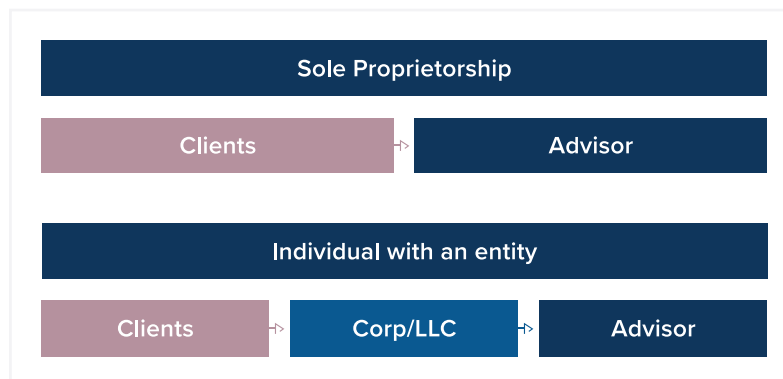 Sole Proprietorship
Clients
Advisor
Individual with an entity
Clients
Corp/LLC
Advisor